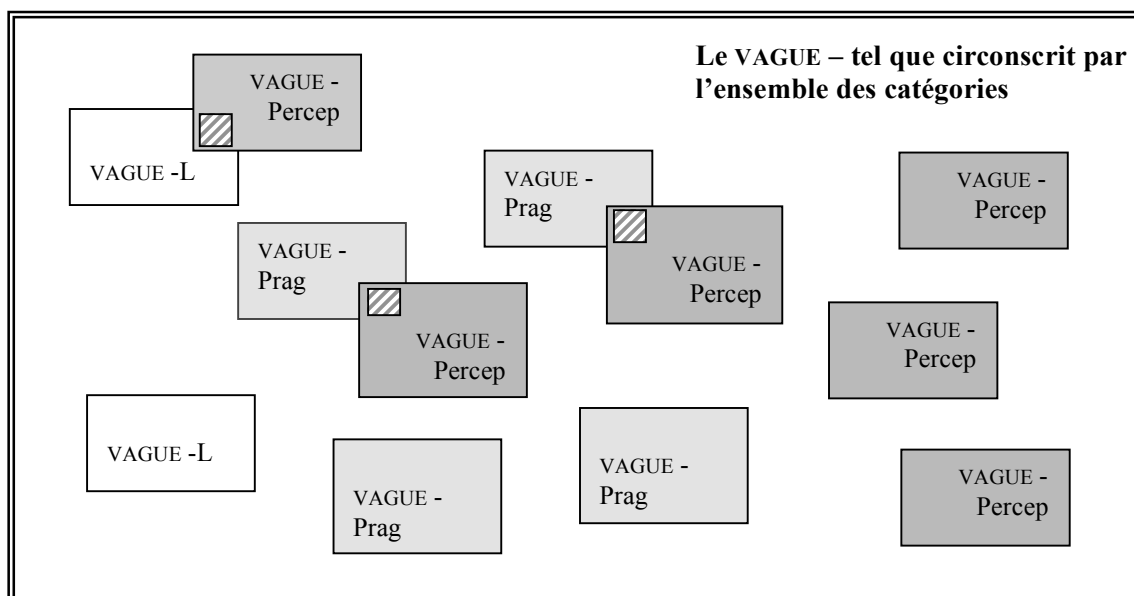 Le VAGUE – tel que circonscrit par
l'ensemble des catégories
VAGUE -
Percep
VAGUE -L
VAGUE -
Prag
VAGUE -
Percep
VAGUE -
Prag
VAGUE -
Percep
VAGUE -
Percep
VAGUE -
Percep
VAGUE -L
VAGUE -
Prag
VAGUE -
Prag
VAGUE -
Percep